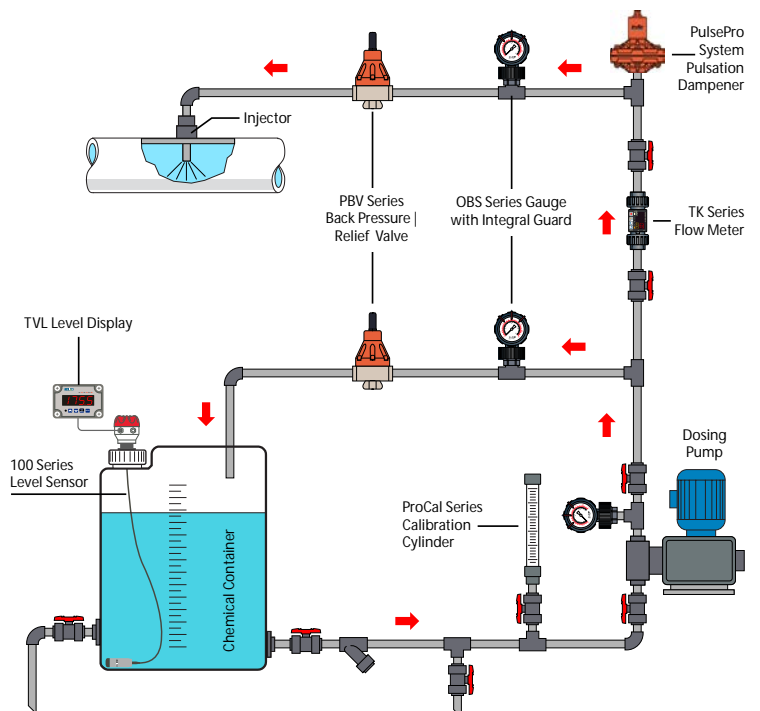 PulsePro
System
Pulsation
Dampener
Injector
PBV Series
Back Pressure |
Relief Valve
OBS Series Gauge
with Integral Guard
TK Series
Flow Meter
TVL Level Display
1755
100 Series
Level Sensor
Chemical Container
ProCal Series
Calibration
Cylinder
Dosing
Pump